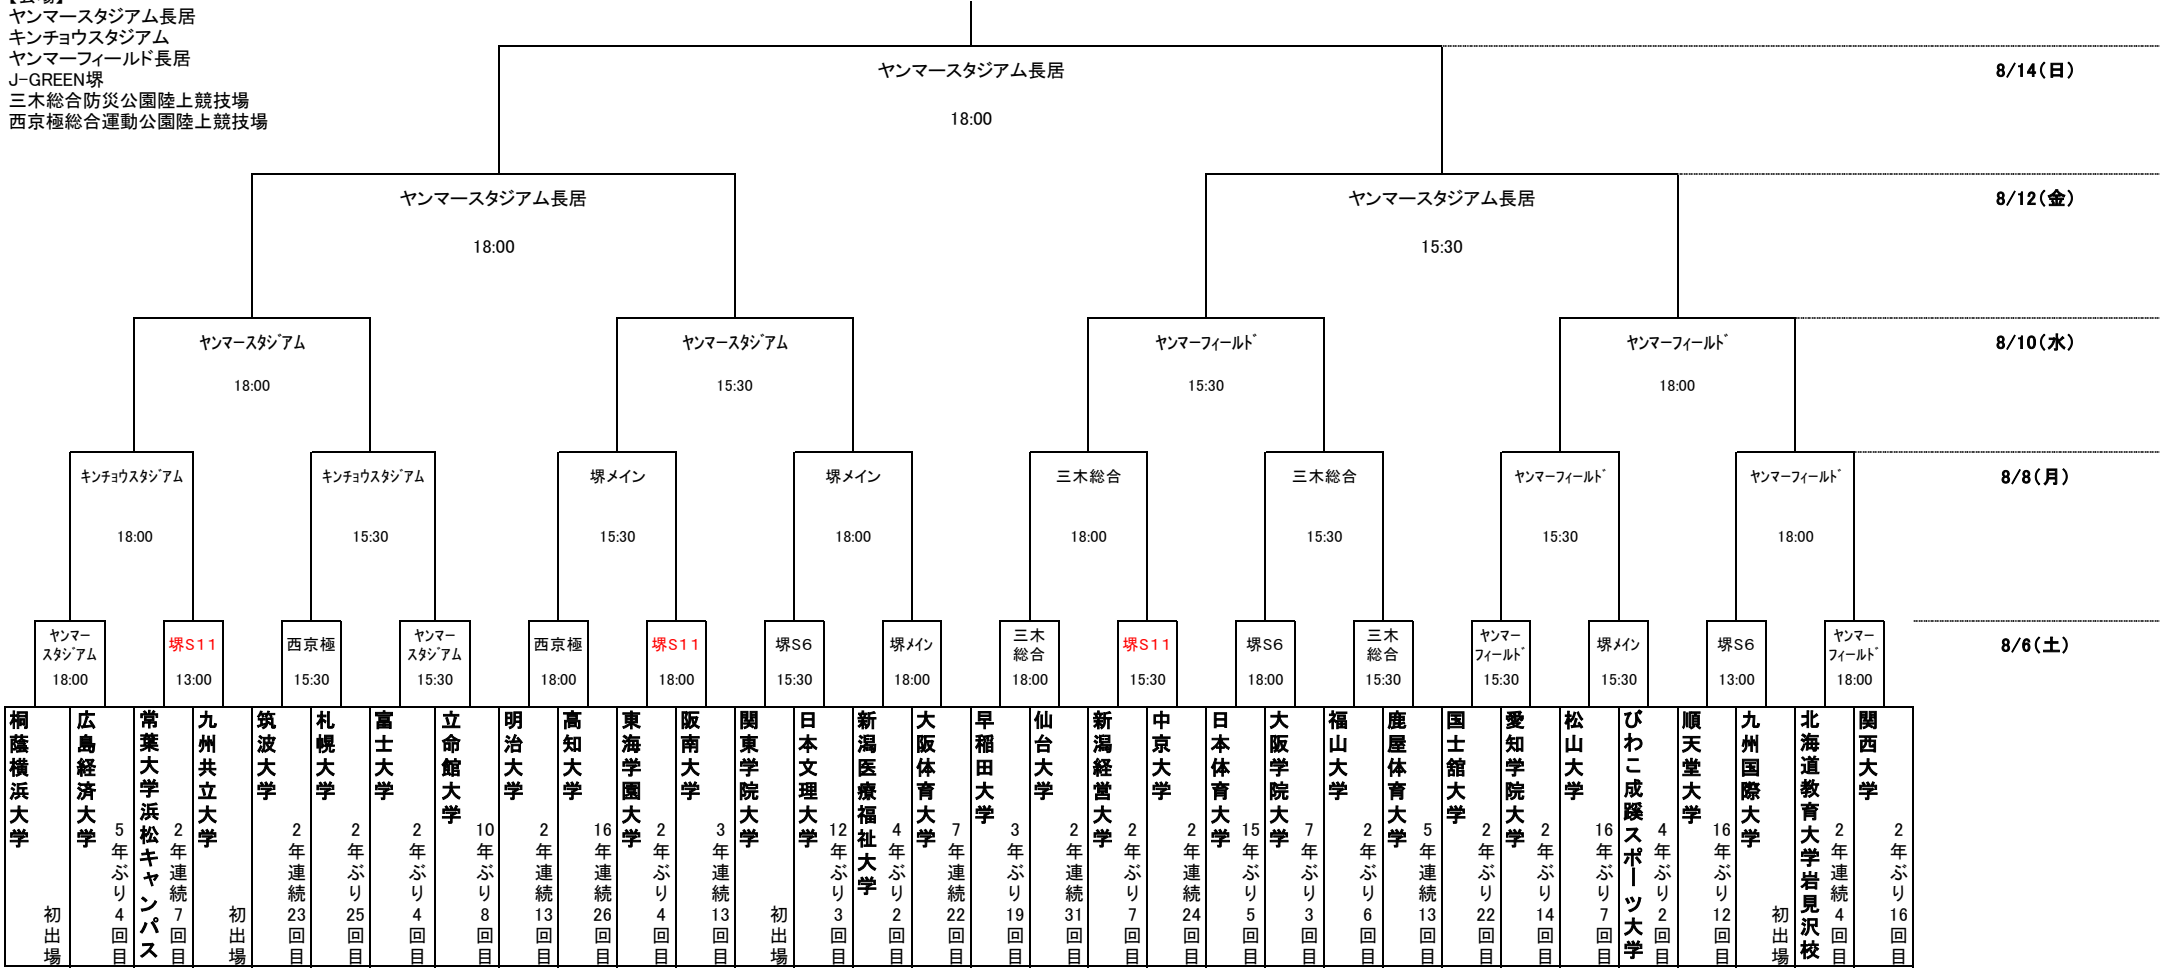 【会場】
ヤンマースタジアム長居
キンチョウスタジアム
ヤンマーフィールド長居
J-GREEN堺
三木総合防災公園陸上競技場
西京極総合運動公園陸上競技場
ヤンマースタジアム長居
18:00
8/14(日)
ヤンマースタジアム長居
18:00
ヤンマースタジアム長居
15:30
8/12(金)
ヤンマースタジアム
18:00
ヤンマースタジアム
15:30
ヤンマーフィールド
15:30
ヤンマーフィールド
18:00
8/10(水)
キンチョウスタジアム
18:00
キンチョウスタジアム
15:30
堺メイン
15:30
堺メイン
18:00
三木総合
18:00
三木総合
15:30
ヤンマーフィールド
15:30
ヤンマーフィールド
18:00
8/8(月)
ヤンマー
スタジアム
18:00
堺S11
13:00
西京極
15:30
ヤンマー
スタジアム
15:30
西京極
18:00
堺S11
18:00
堺S6
15:30
堺メイン
18:00
三木
総合
18:00
堺S11
15:30
堺S6
18:00
三木
総合
15:30
ヤンマー
フィールド
15:30
堺メイン
15:30
堺S6
13:00
ヤンマー
フィールド
18:00
8/6(土)
桐蔭横浜大学
初出場
広島経済大学
5年ぶり4回目
常葉大学浜松キャンパス
2年連続7回目
九州共立大学
初出場
筑波大学
2年連続23回目
札幌大学
2年ぶり25回目
富士大学
2年ぶり4回目
立命館大学
10年ぶり8回目
明治大学
2年連続13回目
高知大学
16年連続26回目
東海学園大学
2年ぶり4回目
阪南大学
3年連続13回目
関東学院大学
初出場
日本文理大学
12年ぶり3回目
新潟医療福祉大学
4年ぶり2回目
大阪体育大学
7年連続22回目
早稲田大学
3年ぶり19回目
仙台大学
2年連続31回目
新潟経営大学
2年ぶり7回目
中京大学
2年連続24回目
日本体育大学
15年ぶり5回目
大阪学院大学
7年ぶり3回目
福山大学
2年ぶり6回目
鹿屋体育大学
5年連続13回目
国士舘大学
2年ぶり22回目
愛知学院大学
2年ぶり14回目
松山大学
16年ぶり7回目
びわこ成蹊スポーツ大学
4年ぶり2回目
順天堂大学
16年ぶり12回目
九州国際大学
初出場
北海道教育大学岩見沢校
2年連続4回目
関西大学
2年ぶり16回目